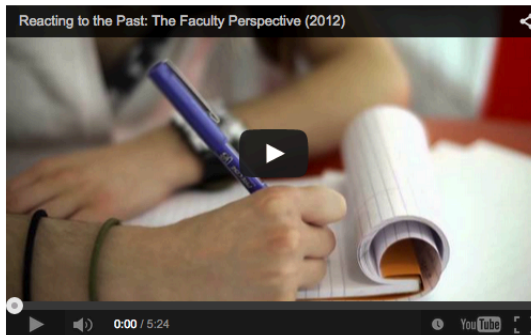 Reacting to the Past: The Faculty Perspective (2012)
0:00 / 5:24
YouTube